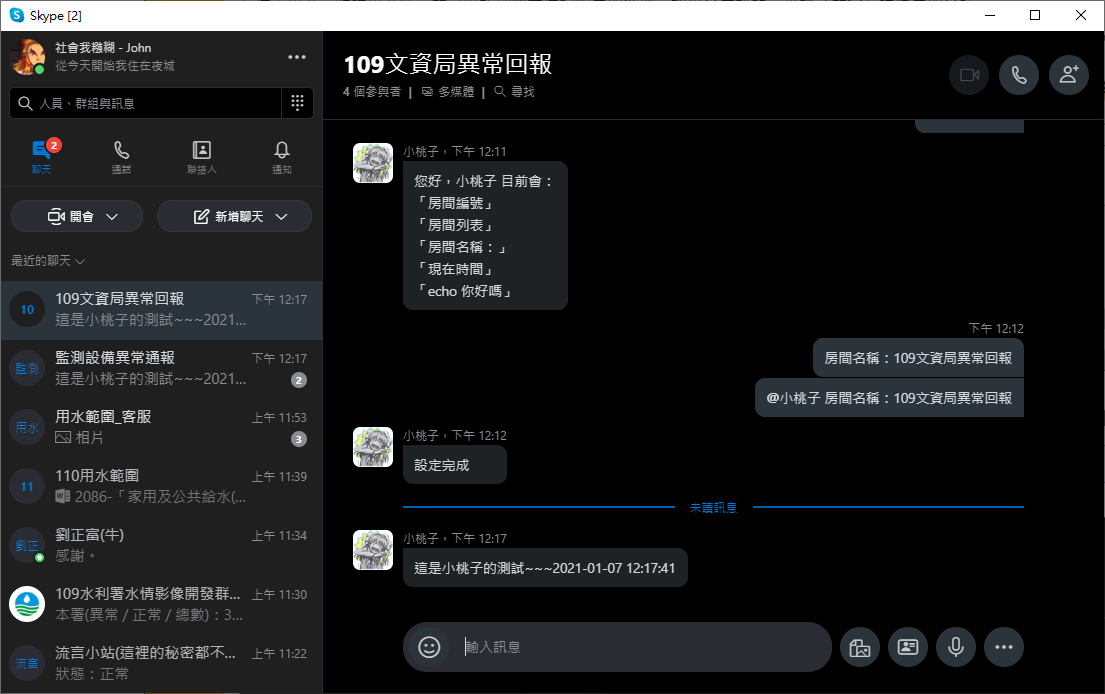 Skype [2]
社會我糨糊 - John
從今天開始我住在夜城
人員、群組與訊息
2
聊天
通話
聯接人
通知
開會
新增聊天
最近的聊天
10
109文資局異常回報
下午 12:17
這是小桃子的測試~~~2021...
監測
監測設備異常通報
下午 12:17
這是小桃子的測試~~~2021...
2
用水
用水範圍_客服
上午 11:53
相片
3
11
110用水範圍
上午 11:39
2086-「家用及公共給水(...
劉正
劉正富(牛)
上午 11:34
感謝。
109水利署水情影像開發群...
上午 11:30
本署(異常 / 正常 / 總數)：3...
流言
流言小站(這裡的秘密都不...
上午 11:22
狀態：正常
109文資局異常回報
4 個參與者 | 多媒體 | 尋找
小桃子，下午 12:11
您好，小桃子 目前會：
「房間編號」
「房間列表」
「房間名稱：」
「現在時間」
「echo 你好嗎」
下午 12:12
房間名稱：109文資局異常回報
@小桃子 房間名稱：109文資局異常回報
小桃子，下午 12:12
設定完成
未讀訊息
小桃子，下午 12:17
這是小桃子的測試~~~2021-01-07 12:17:41
輸入訊息